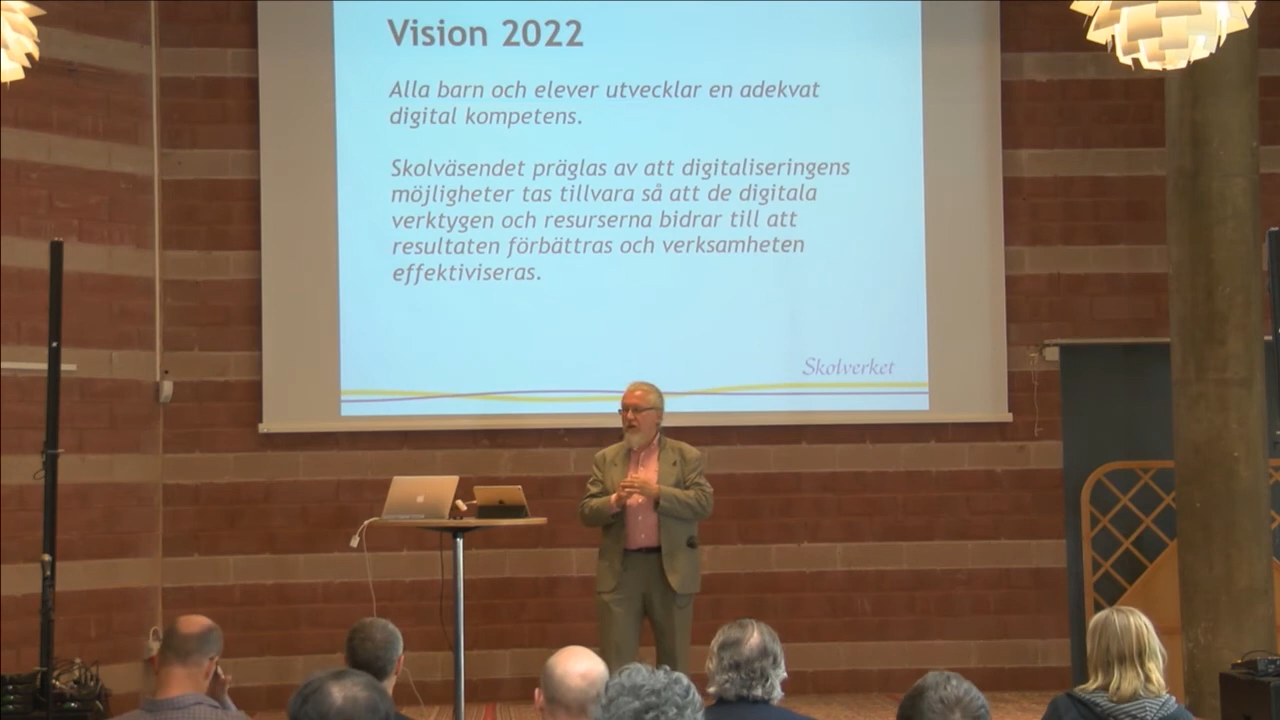 Vision 2022
Alla barn och elever utvecklar en adekvat
digital kompetens.
Skolväsendet präglas av att digitaliseringens
möjligheter tas tillvara så att de digitala
verktygen och resurserna bidrar till att
resultaten förbättras och verksamheten
effektiviseras.
Skolverket